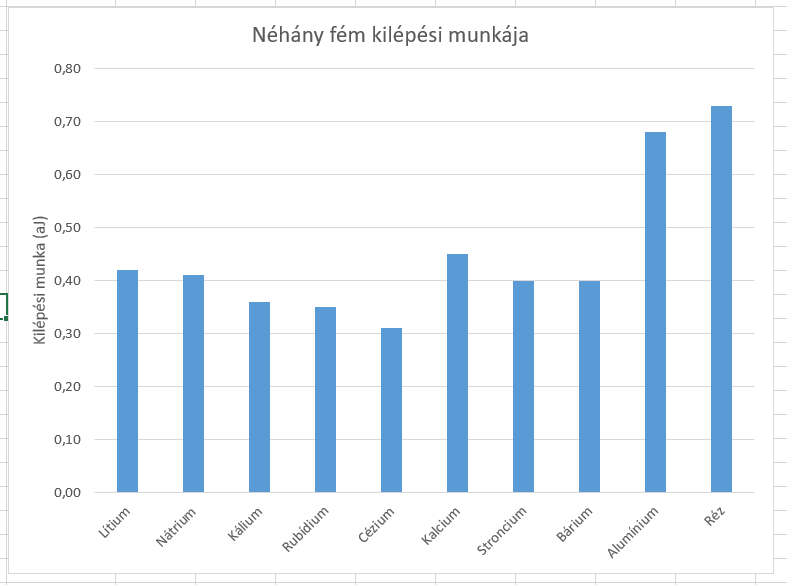 Néhány fém kilépési munkája
Kilépési munka (aJ)
0,80
0,70
0,60
0,50
0,40
0,30
0,20
0,10
0,00
Lítium
Nátrium
Kálium
Rubídium
Cézium
Kalcium
Stroncium
Bárium
Alumínium
Réz